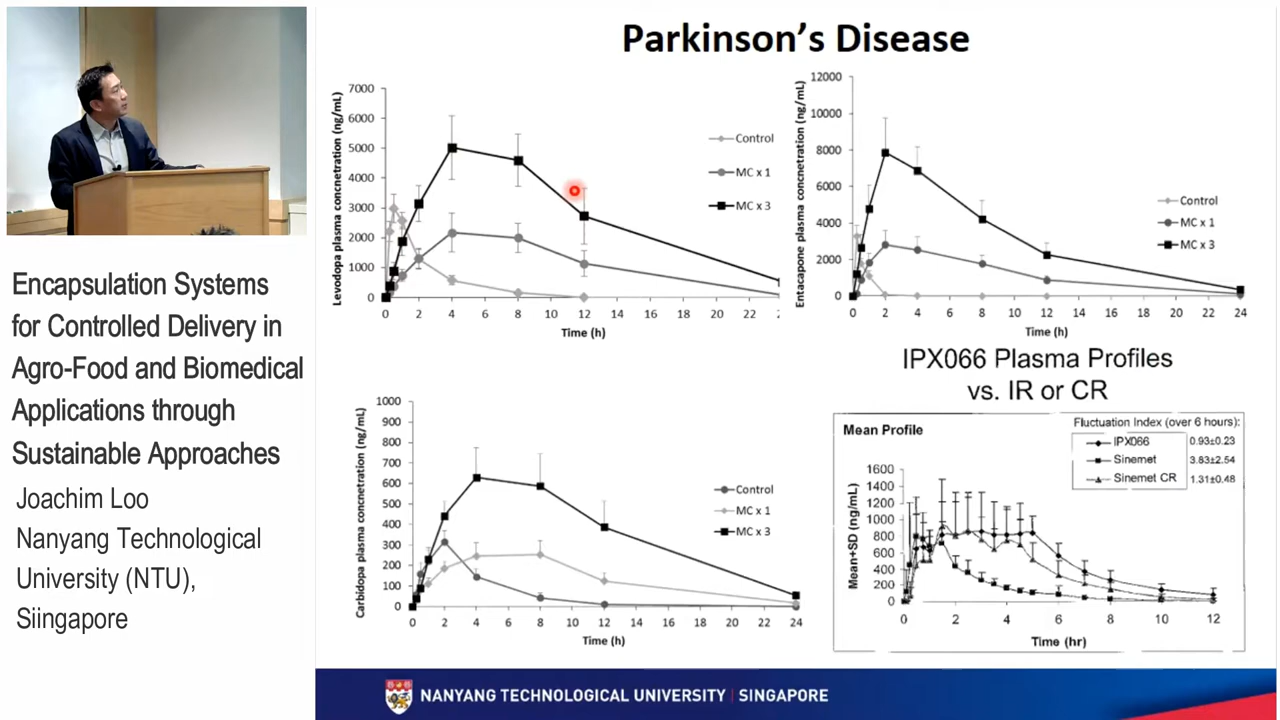 Parkinson's Disease
Levodopa plasma concnetration (ng/mL)
7000
6000
5000
4000
3000
2000
1000
0
0 2 4 6 8 10 12 14 16 18 20 22
Time (h)
Control
MC x 1
MC x 3
Entacapone plasma concnetration (ng/mL)
12000
10000
8000
6000
4000
2000
0
0 2 4 6 8 10 12 14 16 18 20 22 24
Time (h)
Control
MC x 1
MC x 3
Encapsulation Systems
for Controlled Delivery in
Agro-Food and Biomedical
Applications through
Sustainable Approaches
Joachim Loo
Nanyang Technological
University (NTU),
Siingapore
Carbidopa plasma concnetration (ng/mL)
1000
900
800
700
600
500
400
300
200
100
0
0 2 4 6 8 10 12 14 16 18 20 22 24
Time (h)
Control
MC x 1
MC x 3
IPX066 Plasma Profiles
vs. IR or CR
Mean Profile
Fluctuation Index (over 6 hours):
IPX066 0.93±0.23
Sinemet 3.83±2.54
Sinemet CR 1.31±0.48
Mean+SD (ng/mL)
1600
1400
1200
1000
800
600
400
200
0
0 2 4 6 8 10 12
Time (hr)
NANYANG TECHNOLOGICAL UNIVERSITY | SINGAPORE